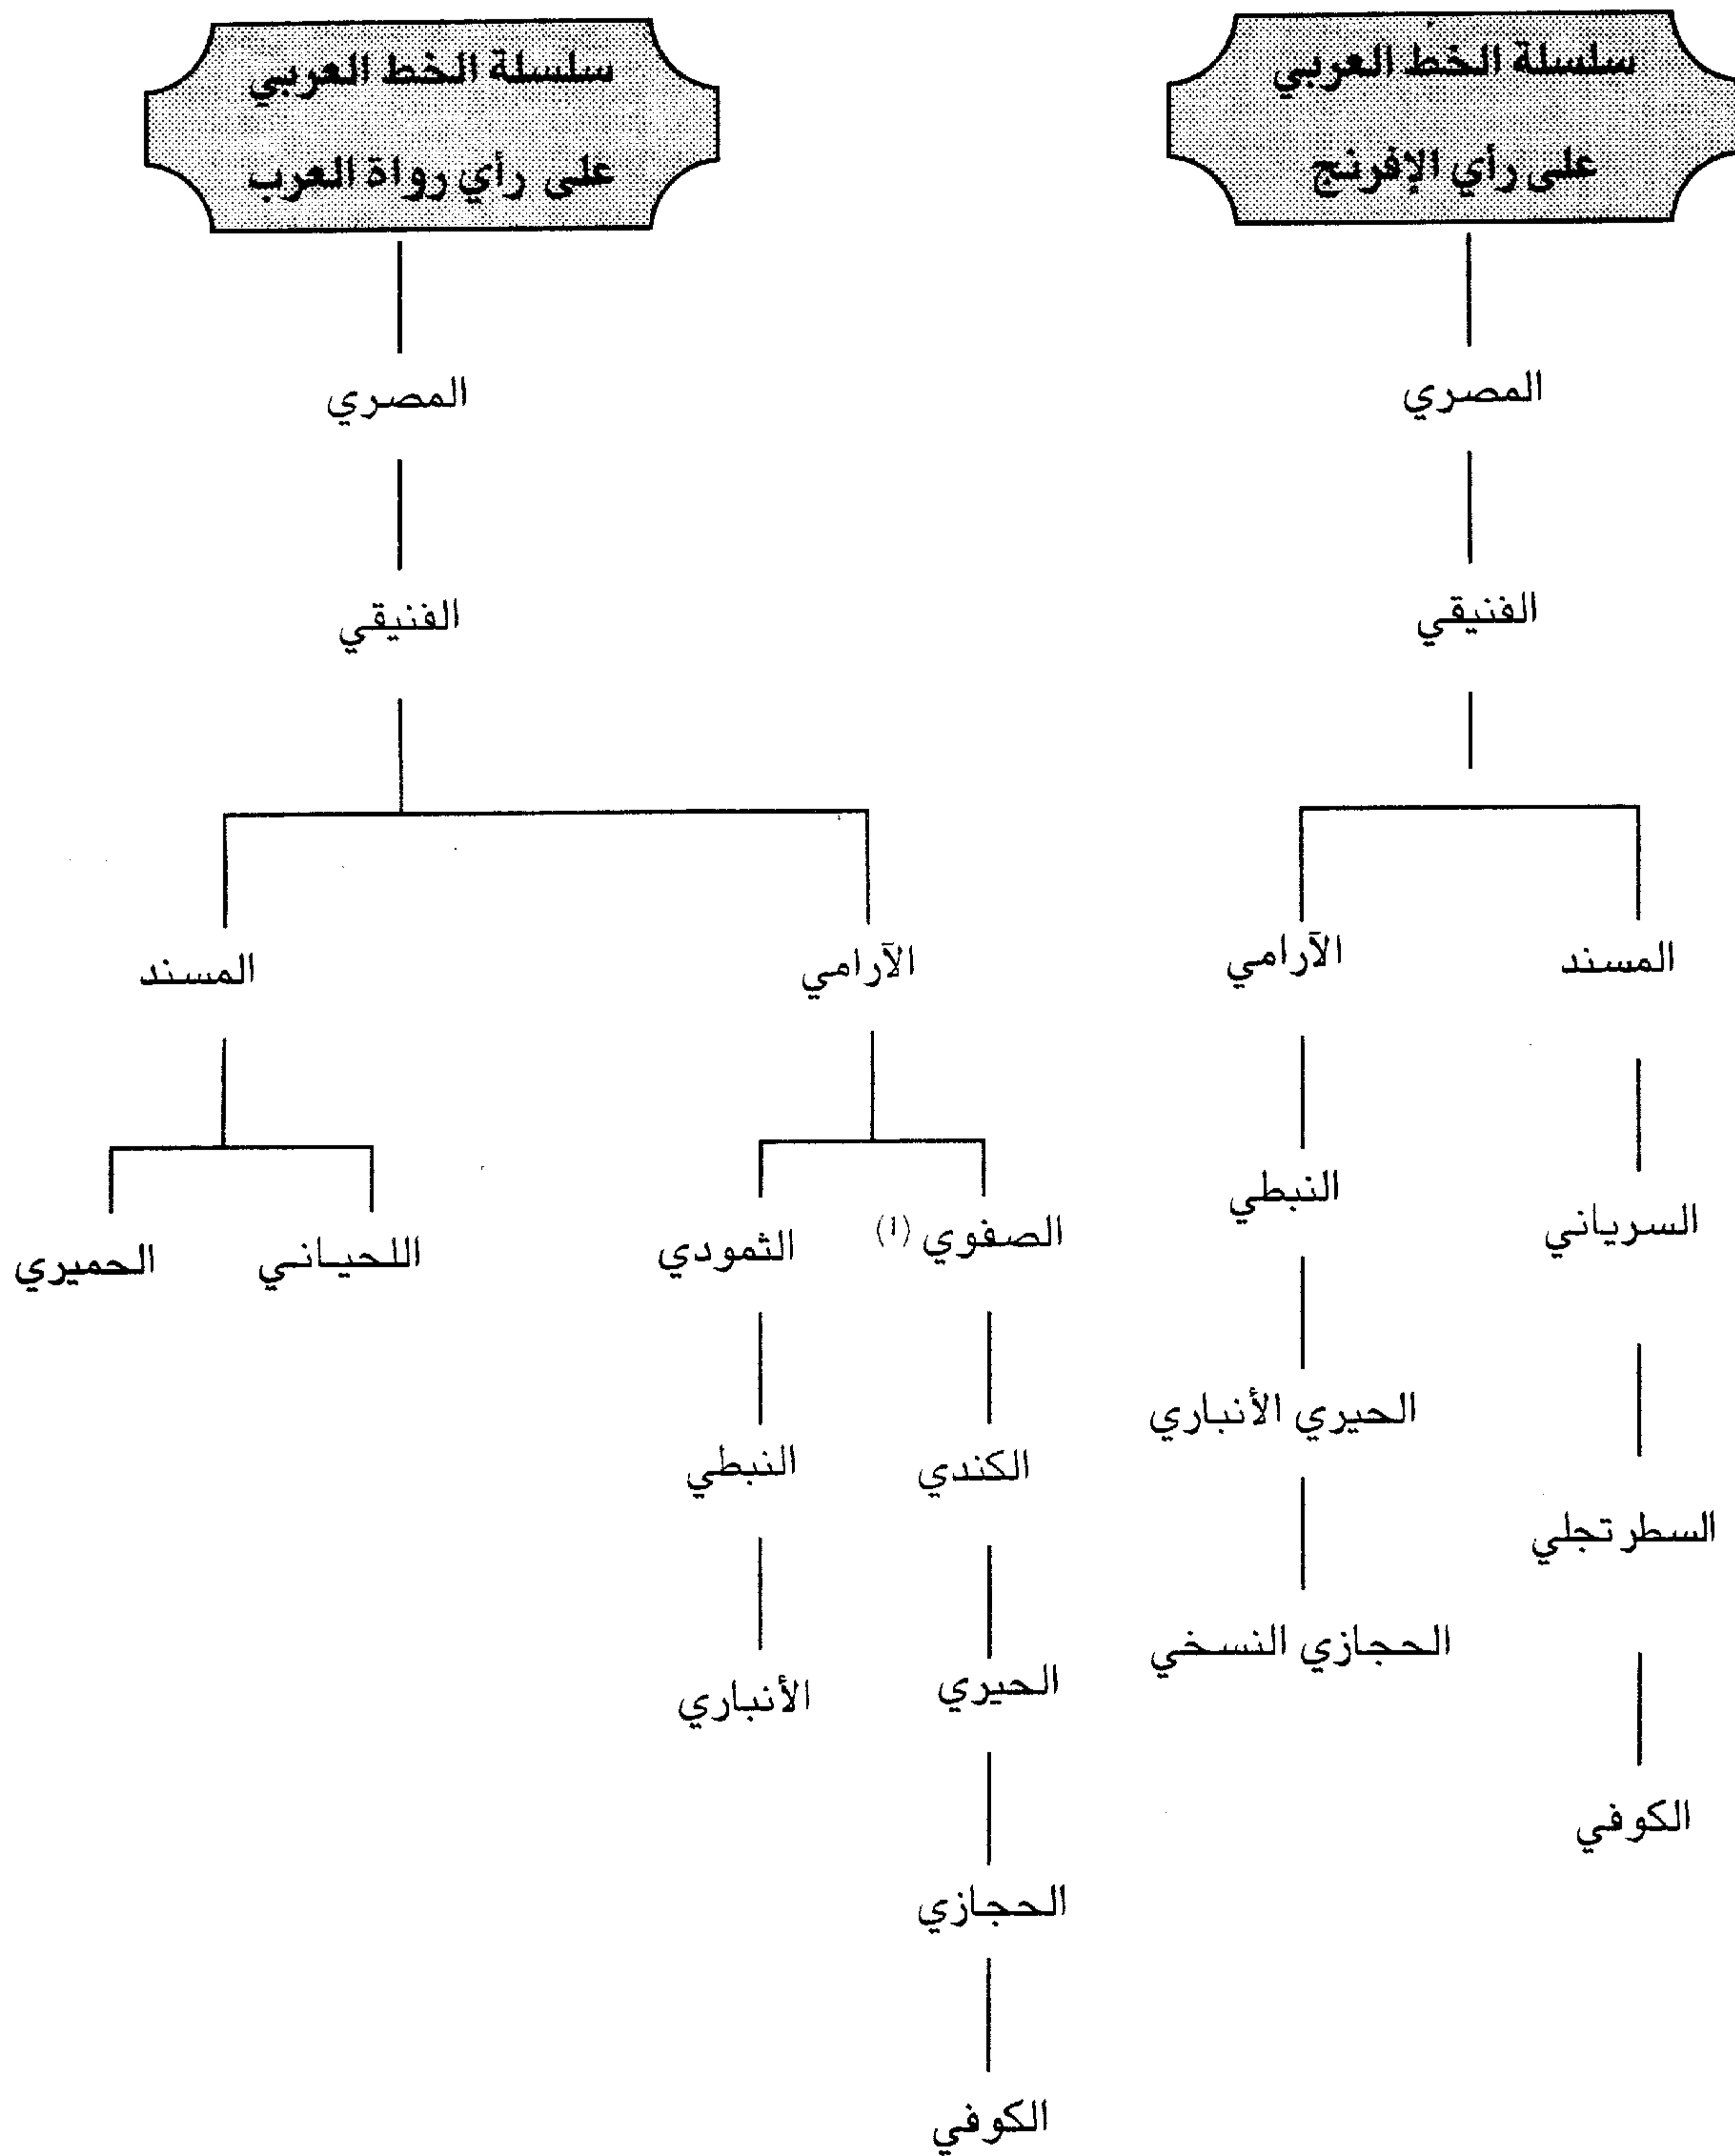 سلسلة الخط العربي
على رأي الإفرنج
المصري
الفنيقي
المسند
الآرامي
السرياني
النبطي
السطرنجلي
الحيري الأنباري
الكوفي
الحجازي النسخي
سلسلة الخط العربي
على رأي رواة العرب
المصري
الفنيقي
الآرامي
المسند
الصفوي (1)
الثمودي
اللحياني
الحميري
الكندي
النبطي
الحيري
الأنباري
الحجازي
الكوفي